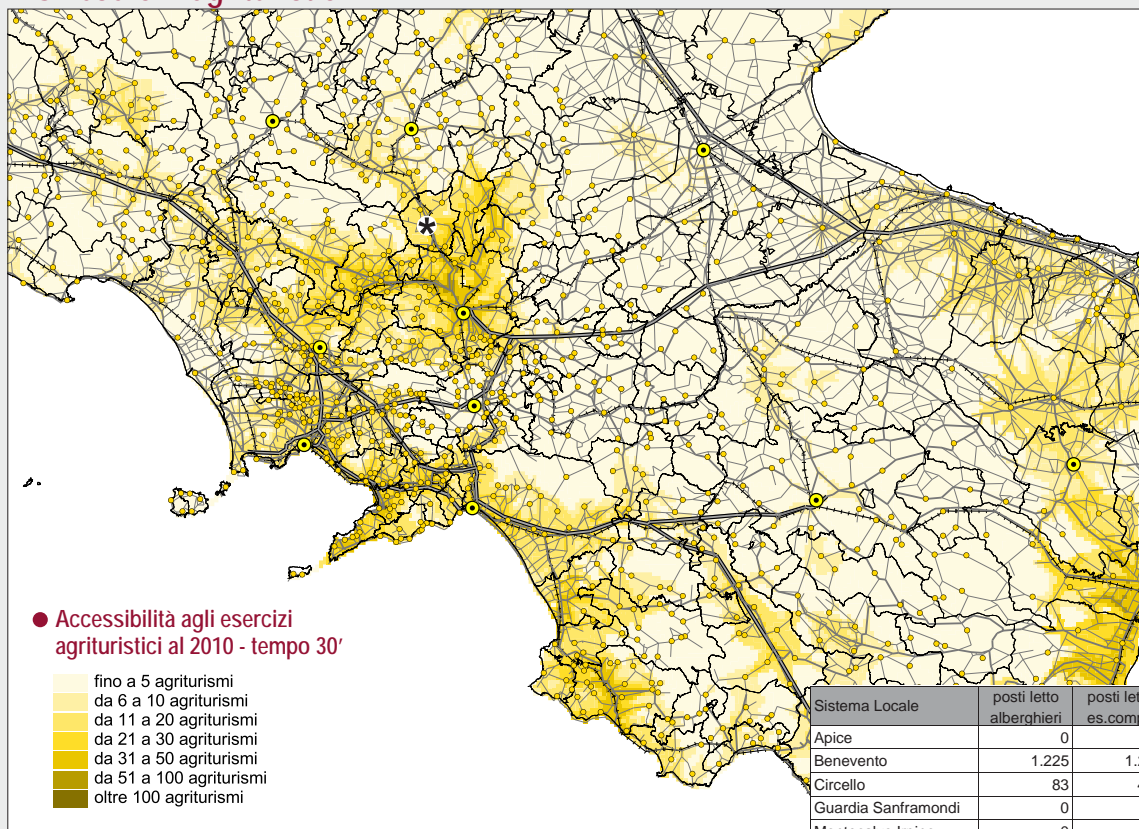 Accessibilità agli esercizi
agrituristici al 2010 - tempo 30'
fino a 5 agriturismi
da 6 a 10 agriturismi
da 11 a 20 agriturismi
da 21 a 30 agriturismi
da 31 a 50 agriturismi
da 51 a 100 agriturismi
oltre 100 agriturismi
*
Sistema Locale posti letto alberghieri
Apice 0
Benevento 1.225
Circello 83
Guardia Sanframondi 0